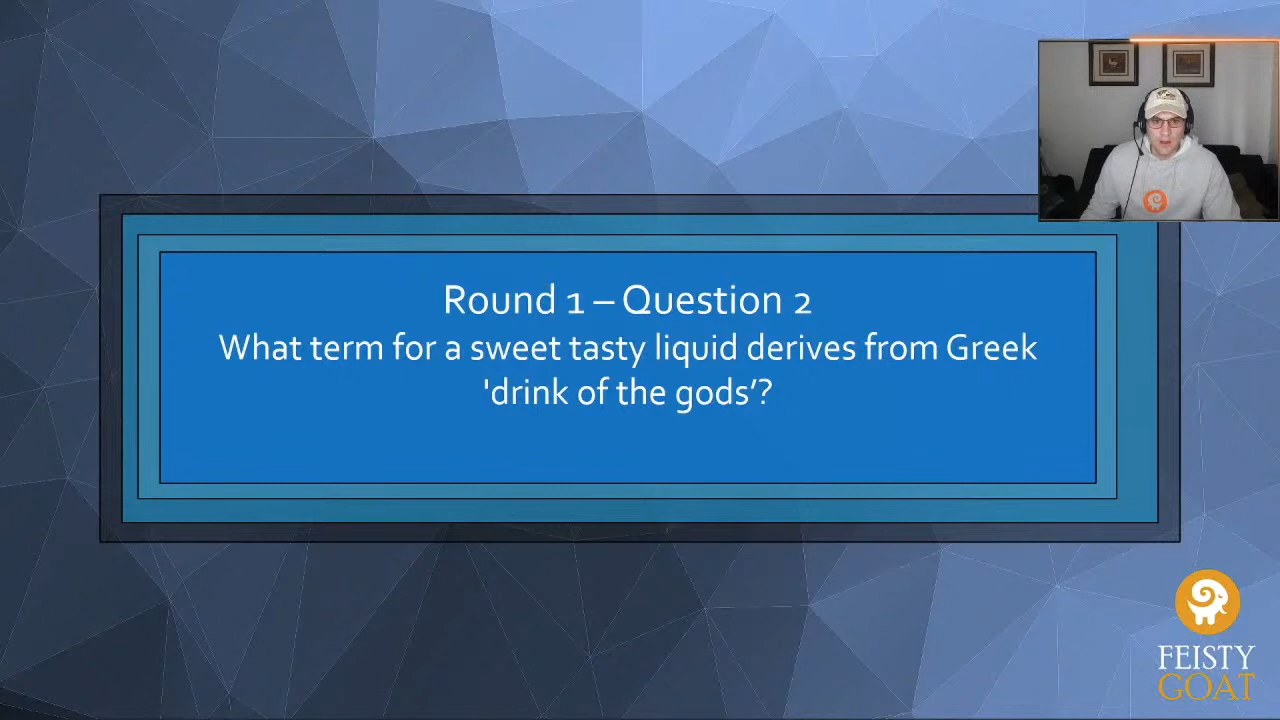 Round 1 – Question 2
What term for a sweet tasty liquid derives from Greek
'drink of the gods’?
FEISTY
GOAT